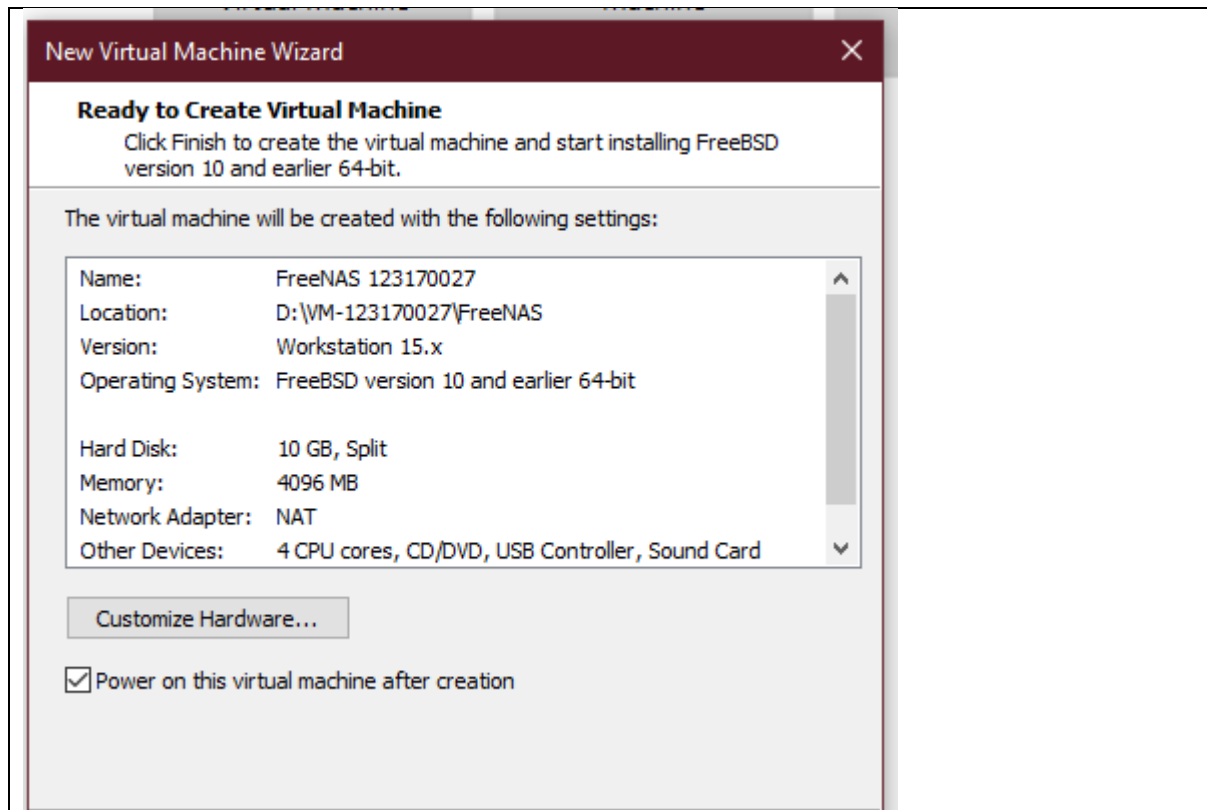 New Virtual Machine Wizard
Ready to Create Virtual Machine
Click Finish to create the virtual machine and start installing FreeBSD
version 10 and earlier 64-bit.
The virtual machine will be created with the following settings:
Name: FreeNAS 123170027
Location: D:\VM-123170027\FreeNAS
Version: Workstation 15.x
Operating System: FreeBSD version 10 and earlier 64-bit
Hard Disk: 10 GB, Split
Memory: 4096 MB
Network Adapter: NAT
Other Devices: 4 CPU cores, CD/DVD, USB Controller, Sound Card
Customize Hardware...
Power on this virtual machine after creation